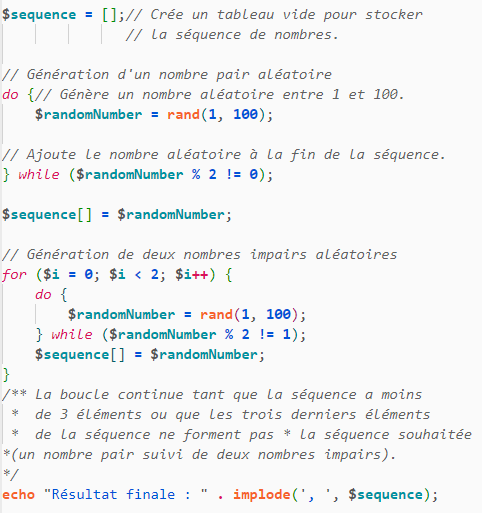 $sequence = [];// Crée un tableau vide pour stocker
// la séquence de nombres.
// Génération d'un nombre pair aléatoire
do {// Génère un nombre aléatoire entre 1 et 100.
$randomNumber = rand(1, 100);
// Ajoute le nombre aléatoire à la fin de la séquence.
} while ($randomNumber % 2 != 0);
$sequence[] = $randomNumber;
// Génération de deux nombres impairs aléatoires
for ($i = 0; $i < 2; $i++) {
do {
$randomNumber = rand(1, 100);
} while ($randomNumber % 2 != 1);
$sequence[] = $randomNumber;
}
/** La boucle continue tant que la séquence a moins
* de 3 éléments ou que les trois derniers éléments
* de la séquence ne forment pas * la séquence souhaitée
*(un nombre pair suivi de deux nombres impairs).
*/
echo "Résultat finale : " . implode(', ', $sequence);